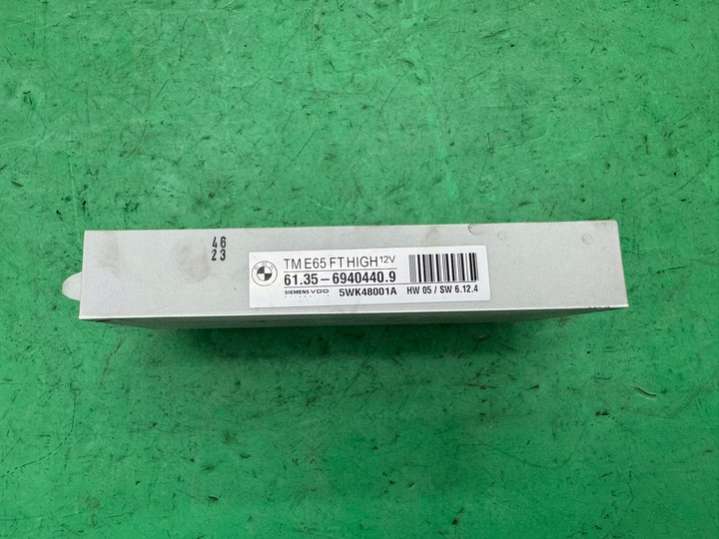 46
23
TM E65 FT HIGH 12V
61.35-6940440.9
SIEMENS VDO 5WK48001A HW 05 / SW 6.12.4